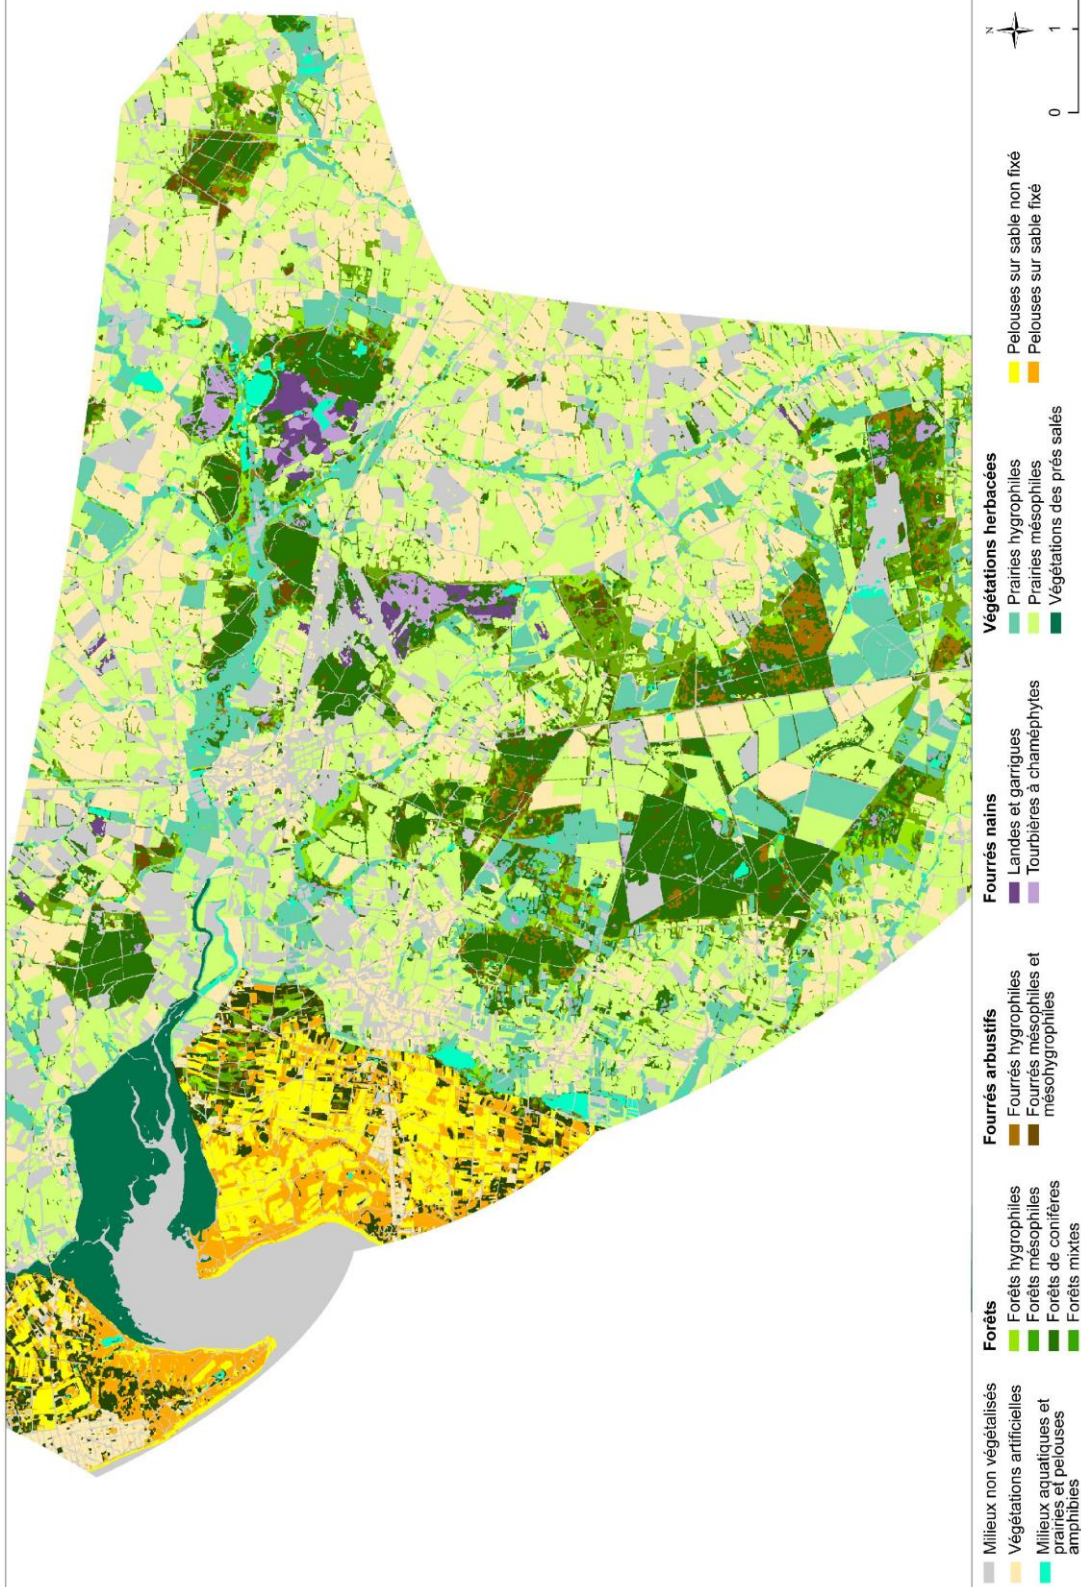 Milieux non végétalisés
Végétations artificielles
Milieux aquatiques et
prairies et pelouses
amphibies
Forêts
Forêts hygrophiles
Forêts mésophiles
Forêts de conifères
Forêts mixtes
Fourrés arbustifs
Fourrés hygrophiles
Fourrés mésophiles et
mésohygrophiles
Fourrés nains
Landes et garrigues
Tourbières à chaméphytes
Végétations herbacées
Prairies hygrophiles
Prairies mésophiles
Végétations des prés salés
Pelouses sur sable non fixé
Pelouses sur sable fixé
N
0 1